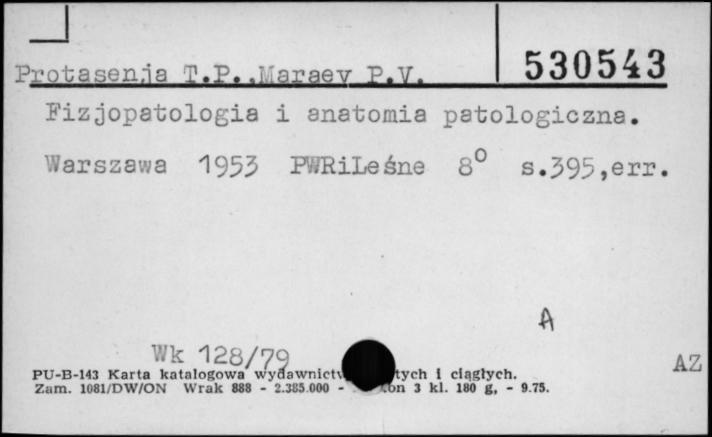 Protasenja T.P.,Maraev P.V. 530543
Fizjopatologia i anatomia patologiczna.
Warszawa 1953 PWRiLeśne 8° s.395,err.
A
Wk 128/79
AZ
PU-B-143 Karta katalogowa wydawnictw tych i ciągłych.
Zam. 1081/DW/ON Wrak 888 - 2.385.000 - on 3 kl. 180 g, - 9.75.